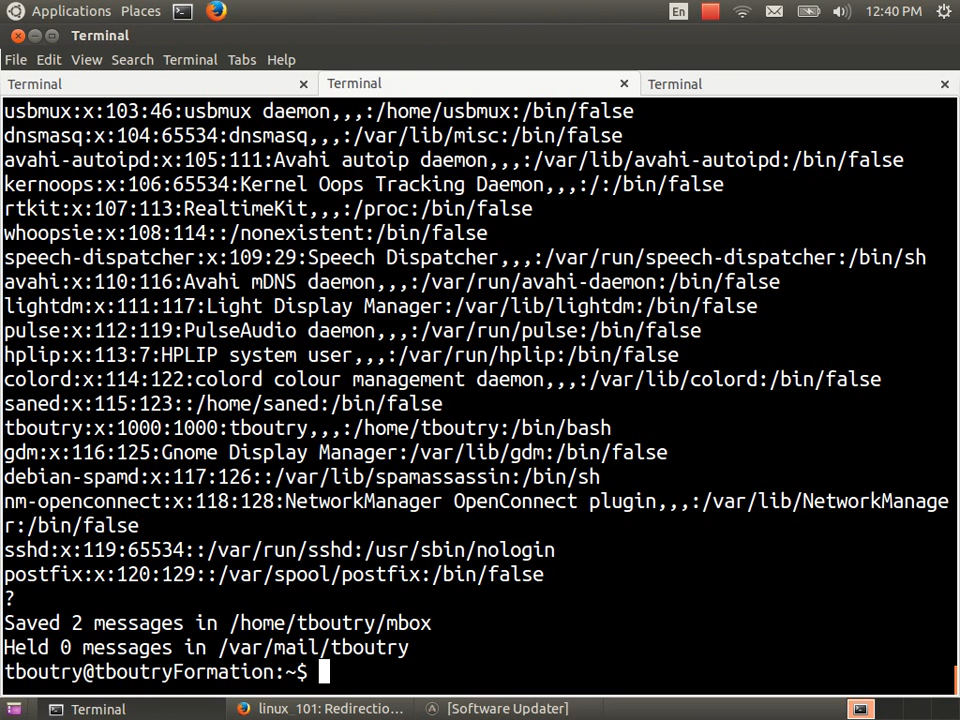 Applications Places En 12:40 PM
Terminal
File Edit View Search Terminal Tabs Help
Terminal Terminal Terminal
usbmux:x:103:46:usbmux daemon,,,:/home/usbmux:/bin/false
dnsmasq:x:104:65534:dnsmasq,,,:/var/lib/misc:/bin/false
avahi-autoipd:x:105:111:Avahi autoip daemon,,,:/var/lib/avahi-autoipd:/bin/false
kernoops:x:106:65534:Kernel Oops Tracking Daemon,,,:/:/bin/false
rtkit:x:107:113:RealtimeKit,,,:/proc:/bin/false
whoopsie:x:108:114::/nonexistent:/bin/false
speech-dispatcher:x:109:29:Speech Dispatcher,,,:/var/run/speech-dispatcher:/bin/sh
avahi:x:110:116:Avahi mDNS daemon,,,:/var/run/avahi-daemon:/bin/false
lightdm:x:111:117:Light Display Manager:/var/lib/lightdm:/bin/false
pulse:x:112:119:PulseAudio daemon,,,:/var/run/pulse:/bin/false
hplip:x:113:7:HPLIP system user,,,:/var/run/hplip:/bin/false
colord:x:114:122:colord colour management daemon,,,:/var/lib/colord:/bin/false
saned:x:115:123::/home/saned:/bin/false
tboutry:x:1000:1000:tboutry,,,:/home/tboutry:/bin/bash
gdm:x:116:125:Gnome Display Manager:/var/lib/gdm:/bin/false
debian-spamd:x:117:126::/var/lib/spamassassin:/bin/sh
nm-openconnect:x:118:128:NetworkManager OpenConnect plugin,,,:/var/lib/NetworkManage
r:/bin/false
sshd:x:119:65534::/var/run/sshd:/usr/sbin/nologin
postfix:x:120:129::/var/spool/postfix:/bin/false
?
Saved 2 messages in /home/tboutry/mbox
Held 0 messages in /var/mail/tboutry
tboutry@tboutryFormation:~$
Terminal linux_101: Redirectio... [Software Updater]